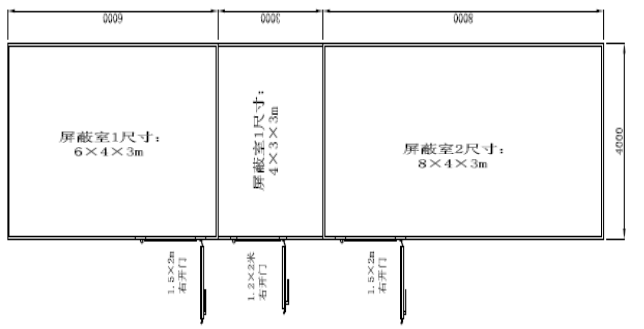 6000
3000
8000
屏蔽室1尺寸：
6×4×3m
屏蔽室1尺寸：
4×3×3m
屏蔽室2尺寸：
8×4×3m
4000
1.5×2m
右开门
1.2×2米
右开门
1.5×2m
右开门